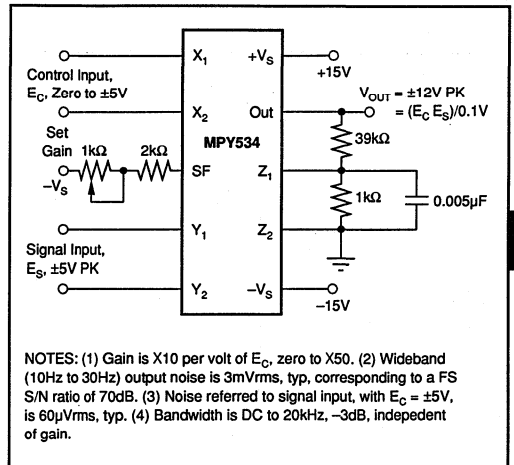 X1
+VS
+15V
Control Input,
EC, Zero to ±5V
VOUT = ±12V PK
= (EC ES)/0.1V
X2
Out
MPY534
39kΩ
Set
Gain
1kΩ
2kΩ
SF
Z1
–VS
1kΩ
0.005µF
Y1
Z2
Signal Input,
ES, ±5V PK
Y2
–VS
–15V
NOTES: (1) Gain is X10 per volt of EC, zero to X50. (2) Wideband
(10Hz to 30Hz) output noise is 3mVrms, typ, corresponding to a FS
S/N ratio of 70dB. (3) Noise referred to signal input, with EC = ±5V,
is 60µVrms, typ. (4) Bandwidth is DC to 20kHz, –3dB, indepedent
of gain.